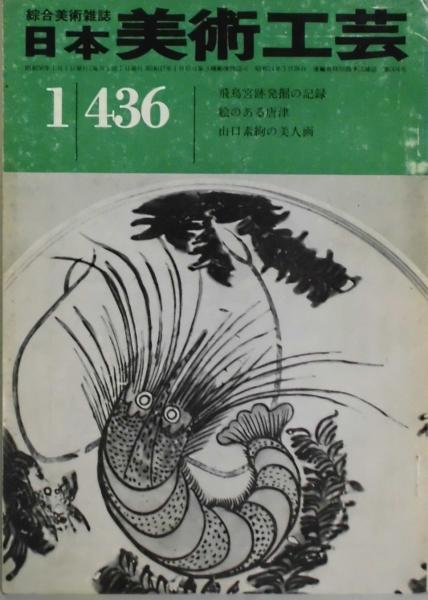 綜合美術雑誌
日本美術工芸
1 436
飛鳥宮跡発掘の記録
絵のある唐津
山口素絢の美人画